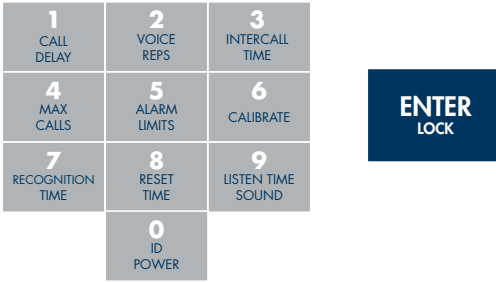 1
CALL
DELAY
2
VOICE
REPS
3
INTERCALL
TIME
4
MAX
CALLS
5
ALARM
LIMITS
6
CALIBRATE
7
RECOGNITION
TIME
8
RESET
TIME
9
LISTEN TIME
SOUND
0
ID
POWER
ENTER
LOCK